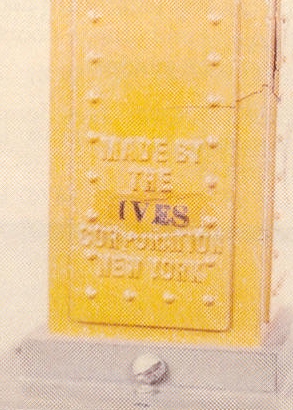 "MADE BY
THE
IVES
CORPORATION
NEW YORK"